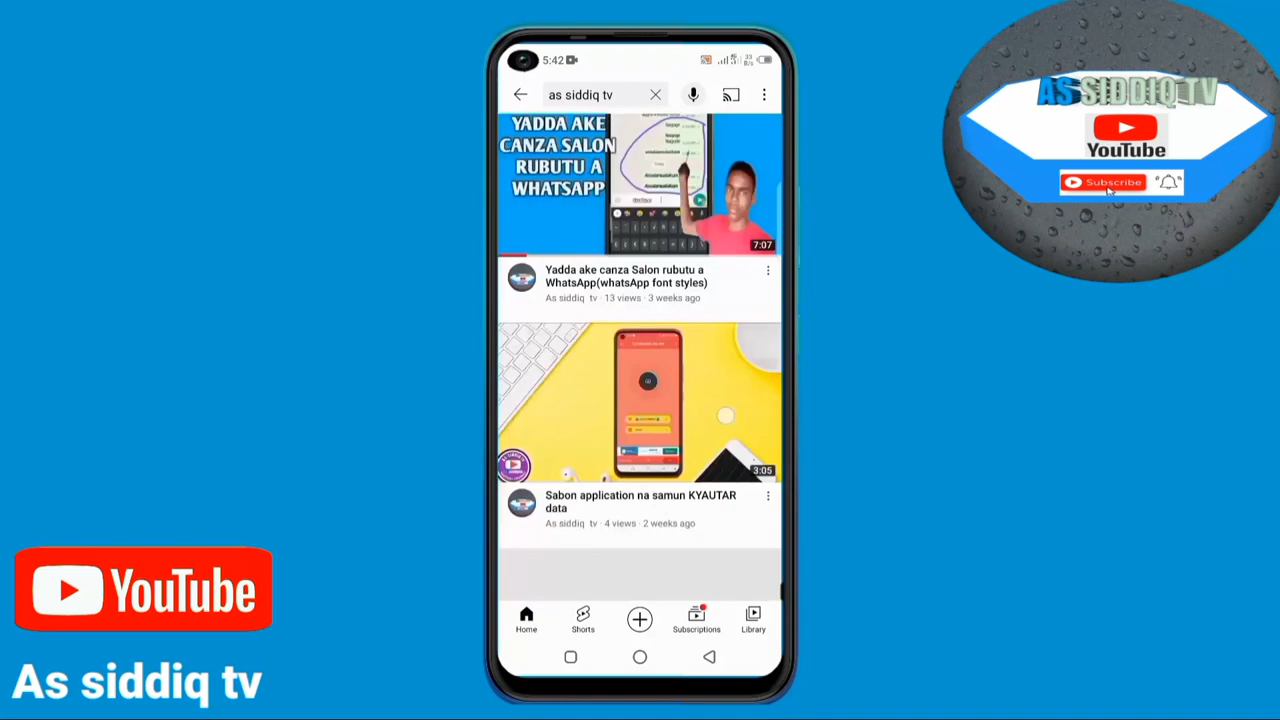 5:42
33
B/s
as siddiq tv
YADDA AKE
CANZA SALON
RUBUTU A
WHATSAPP
7:07
Yadda ake canza Salon rubutu a
WhatsApp(whatsApp font styles)
As siddiq tv · 13 views · 3 weeks ago
3:05
Sabon application na samun KYAUTAR
data
As siddiq tv · 4 views · 2 weeks ago
Home
Shorts
Subscriptions
Library
AS SIDDIQ TV
YouTube
Subscribe
YouTube
As siddiq tv